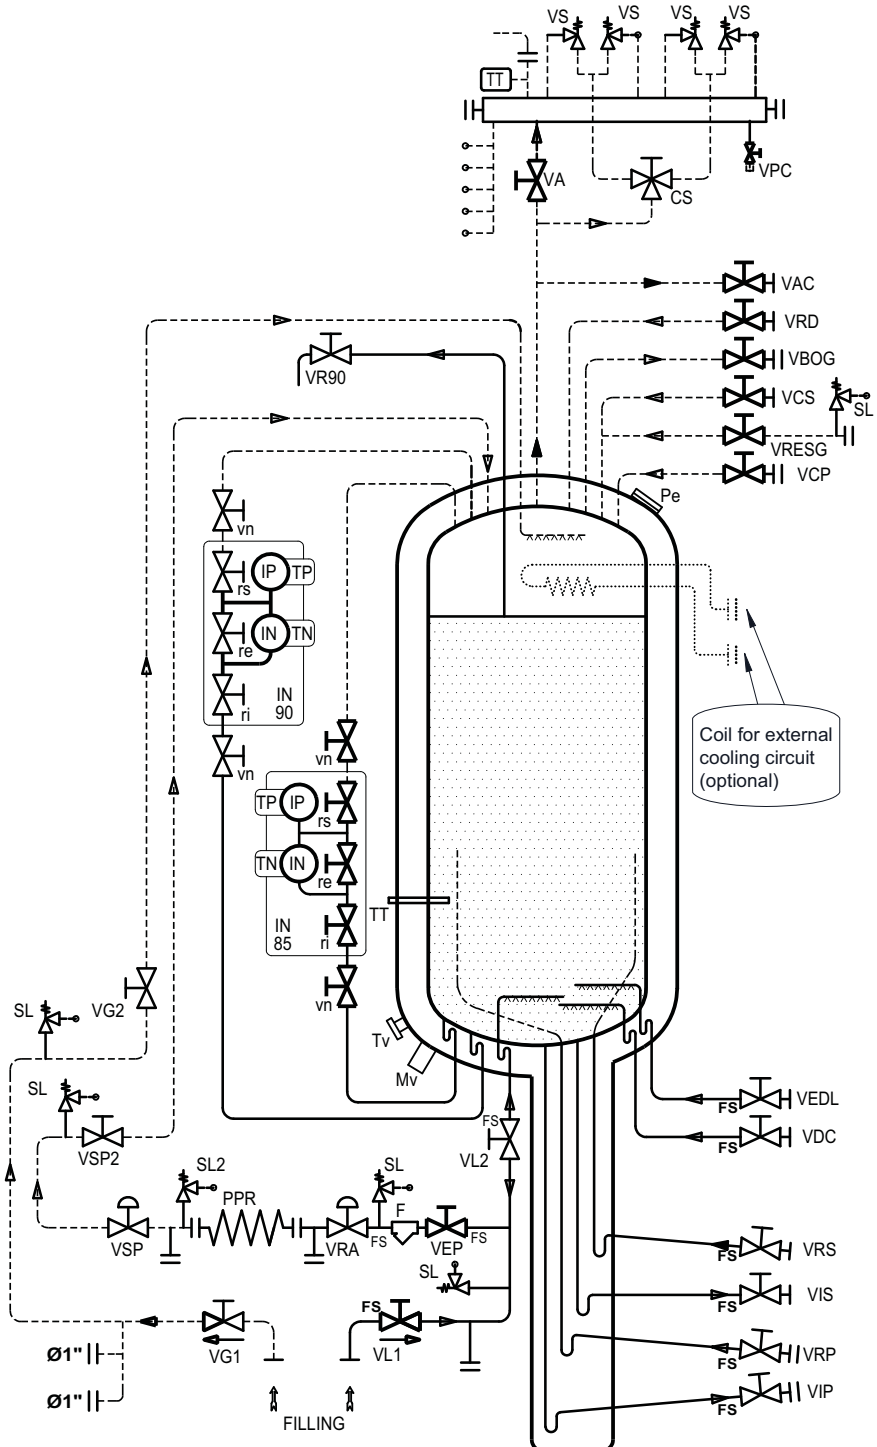 VS
VS
VS
VS
TT
VA
CS
VPC
VAC
VRD
VBOG
VCS
SL
VRESG
VCP
VR90
Pe
vn
rs
IP
TP
re
IN
TN
ri
IN
90
vn
Coil for external
cooling circuit
(optional)
vn
TP
IP
rs
TN
IN
re
TT
IN
85
ri
vn
VG2
SL
Tv
Mv
SL
VSP2
FS
VL2
FS
VEDL
FS
VDC
SL2
SL
PPR
F
VSP
VRA
FS
VEP
FS
SL
FS
VRS
FS
VIS
FS
VL1
VG1
Ø1"
Ø1"
FILLING
FS
VRP
FS
VIP